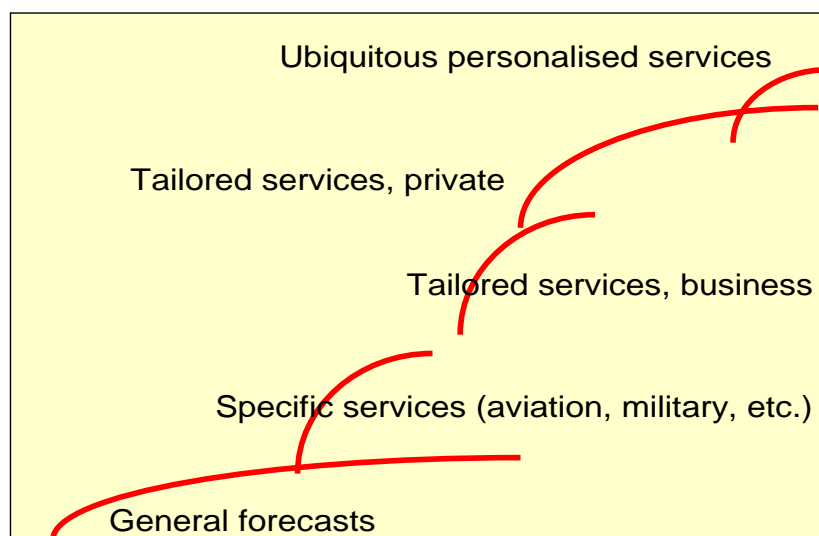 Ubiquitous personalised services
Tailored services, private
Tailored services, business
Specific services (aviation, military, etc.)
General forecasts